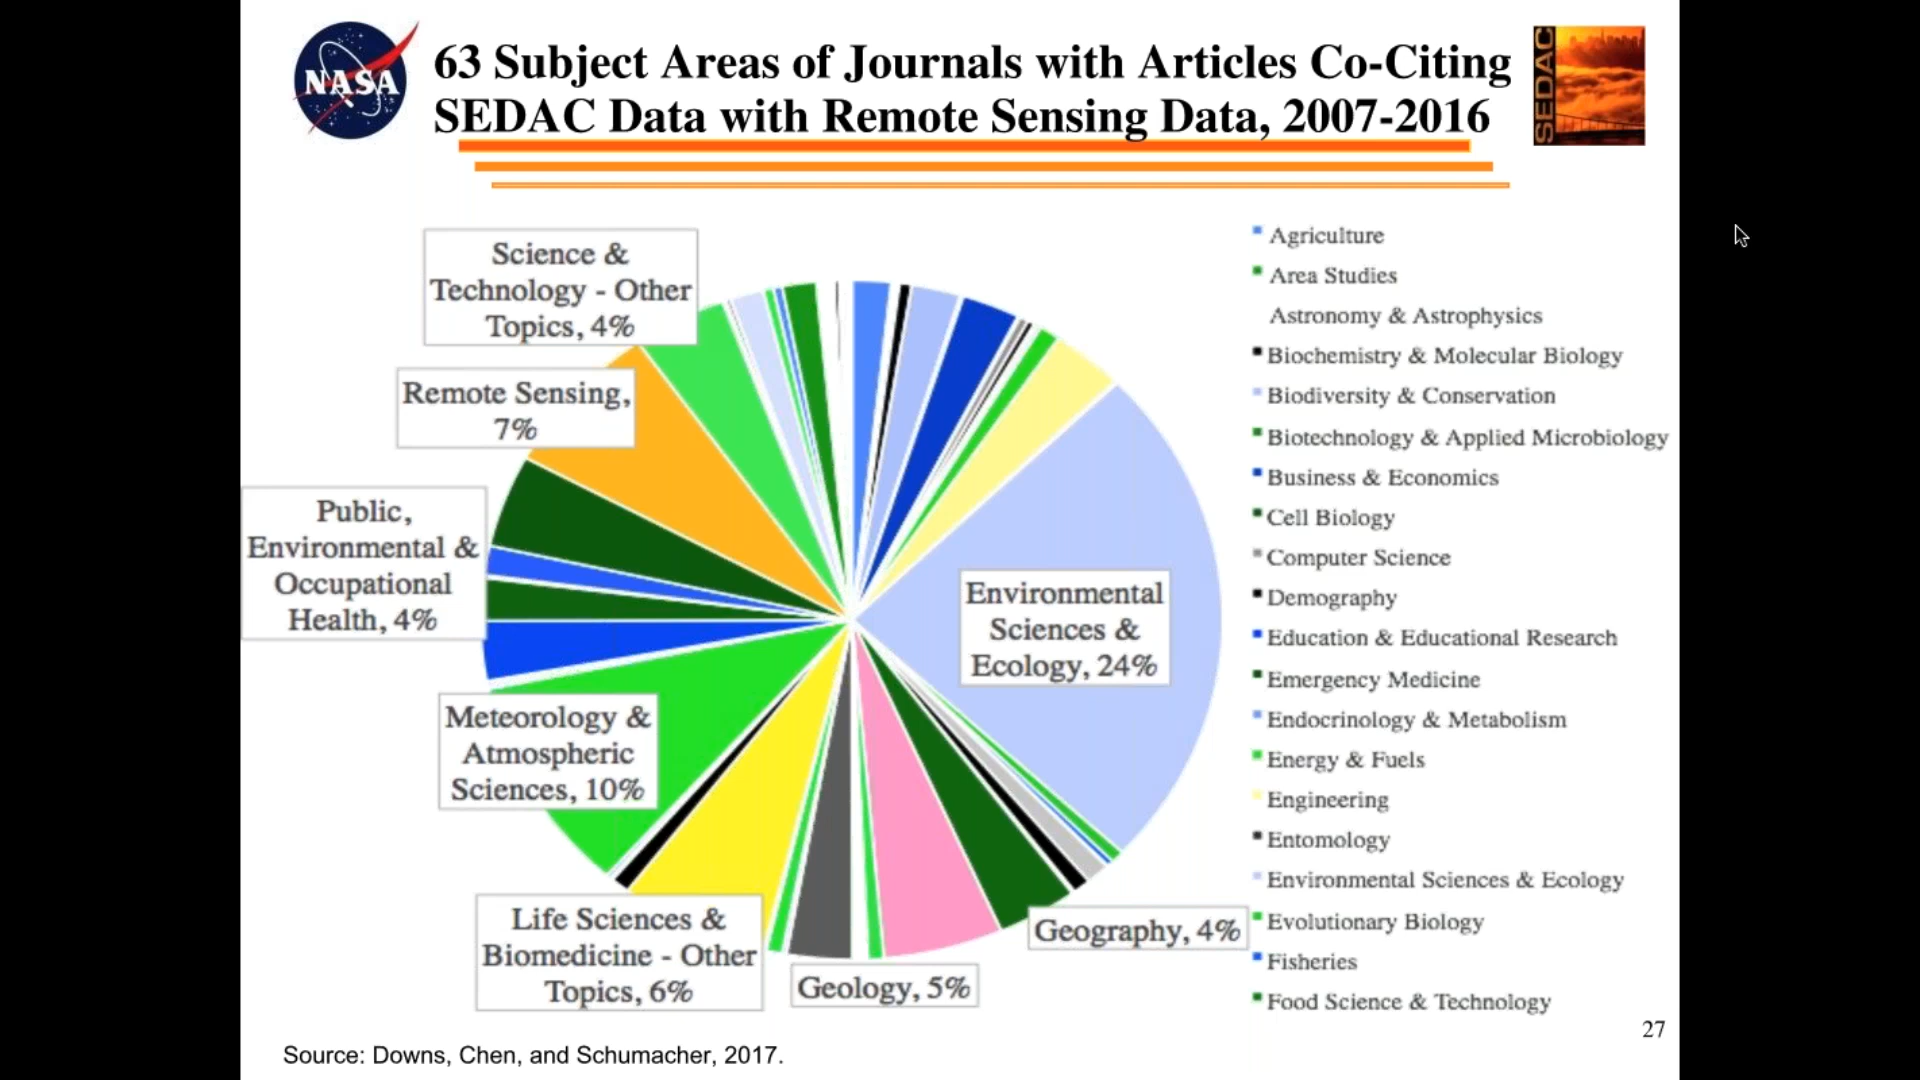 NASA
63 Subject Areas of Journals with Articles Co-Citing
SEDAC Data with Remote Sensing Data, 2007-2016
SEDAC
Science &
Technology - Other
Topics, 4%
Remote Sensing,
7%
Public,
Environmental &
Occupational
Health, 4%
Meteorology &
Atmospheric
Sciences, 10%
Life Sciences &
Biomedicine - Other
Topics, 6%
Geology, 5%
Geography, 4%
Environmental
Sciences &
Ecology, 24%
Agriculture
Area Studies
Astronomy & Astrophysics
Biochemistry & Molecular Biology
Biodiversity & Conservation
Biotechnology & Applied Microbiology
Business & Economics
Cell Biology
Computer Science
Demography
Education & Educational Research
Emergency Medicine
Endocrinology & Metabolism
Energy & Fuels
Engineering
Entomology
Environmental Sciences & Ecology
Evolutionary Biology
Fisheries
Food Science & Technology
27
Source: Downs, Chen, and Schumacher, 2017.